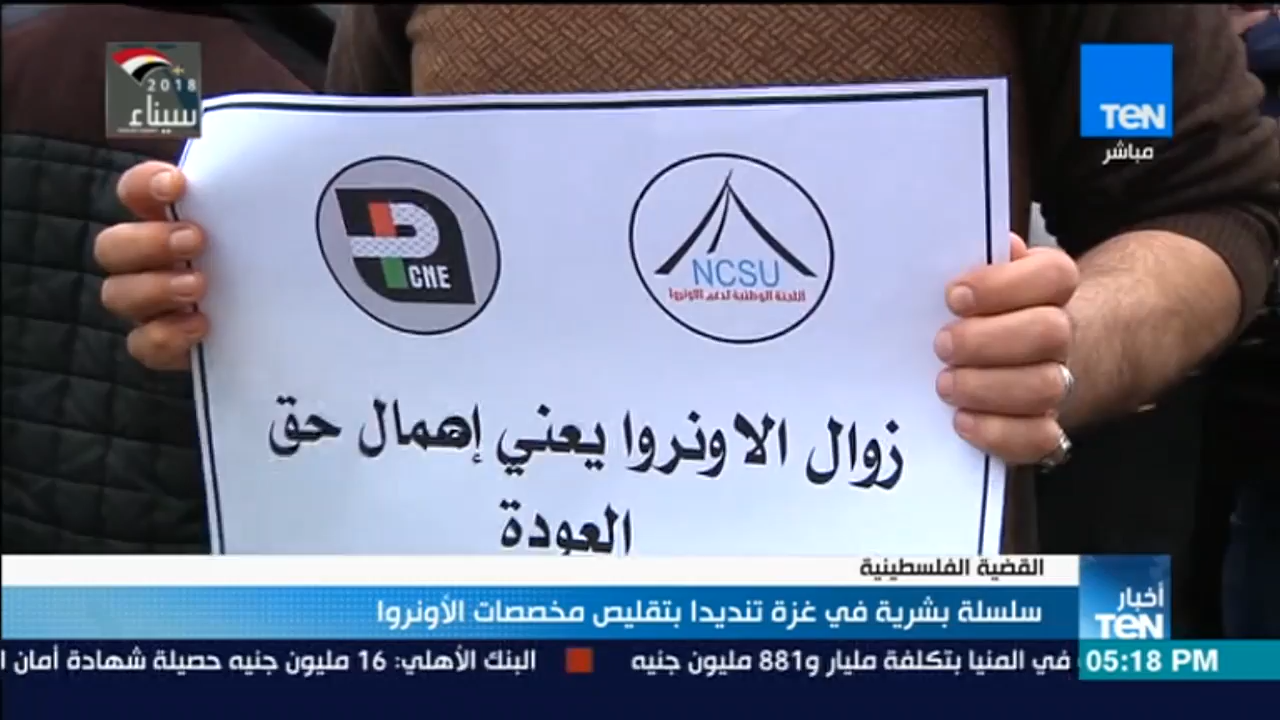 2018
سيناء
TEN
مباشر
CNE
NCSU
اللجنة الوطنية لدعم الاونروا
زوال الاونروا يعني إهمال حق
العودة
القضية الفلسطينية
سلسلة بشرية في غزة تنديدا بتقليص مخصصات الأونروا
أخبار
TEN
في المنيا بتكلفة مليار و881 مليون جنيه
البنك الأهلي: 16 مليون جنيه حصيلة شهادة أمان ا
05:18 PM